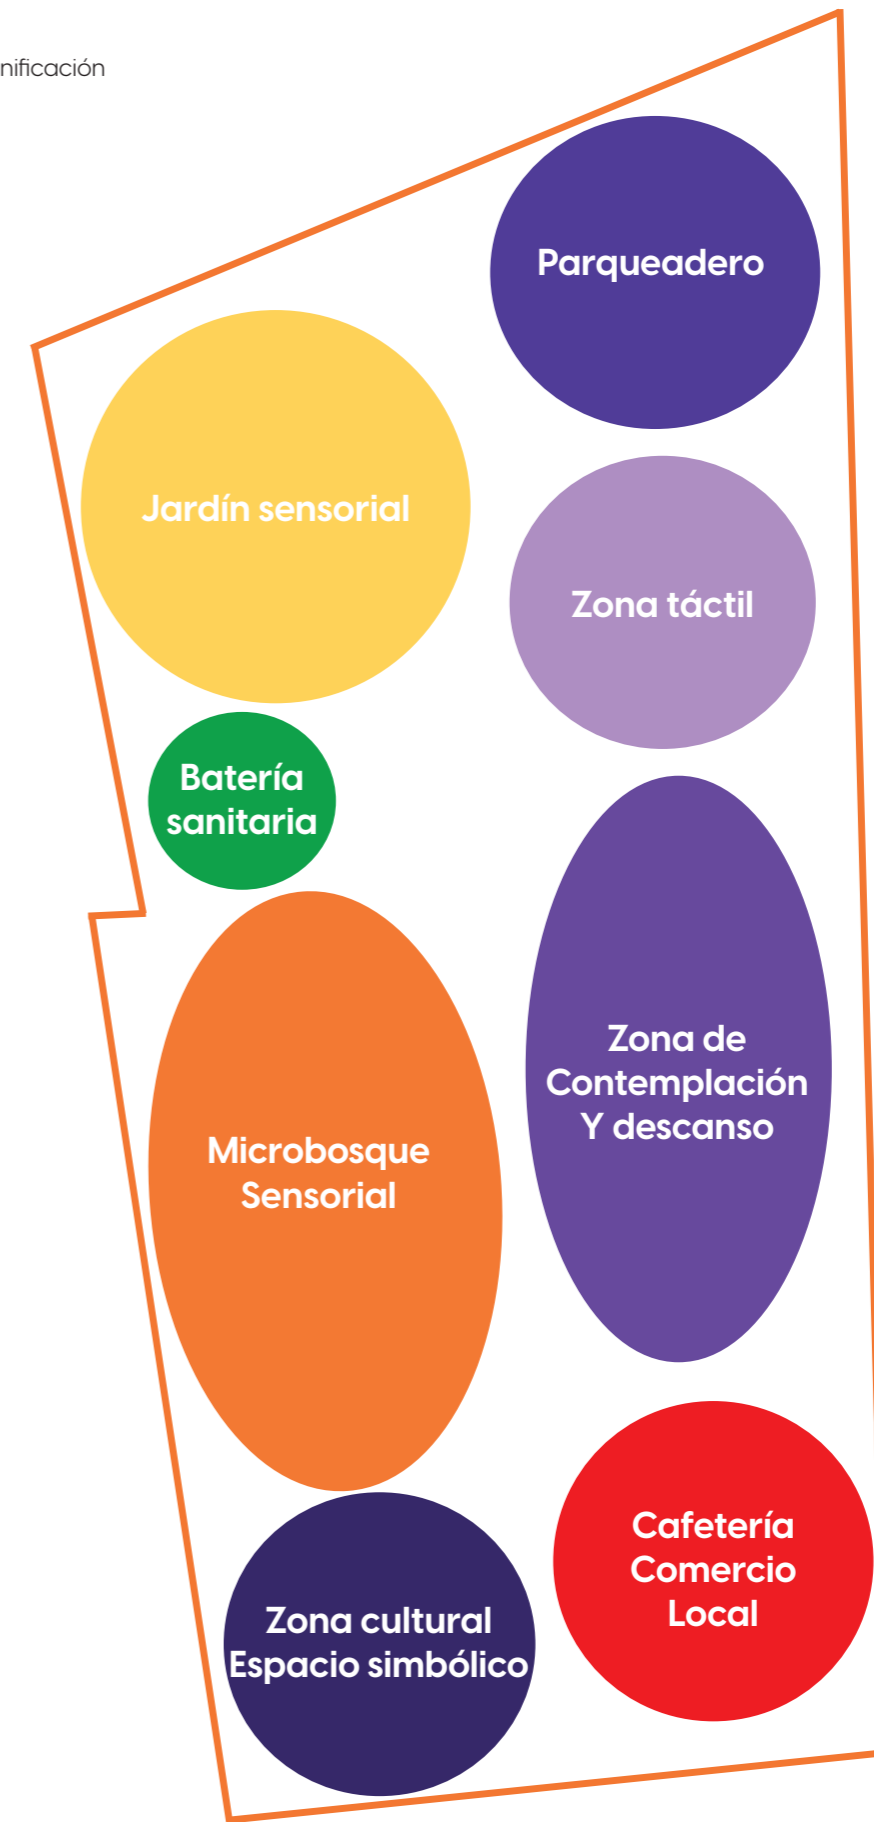 nificación
Parqueadero
Jardín sensorial
Zona táctil
Batería
sanitaria
Zona de
Contemplación
Y descanso
Microbosque
Sensorial
Cafetería
Comercio
Local
Zona cultural
Espacio simbólico